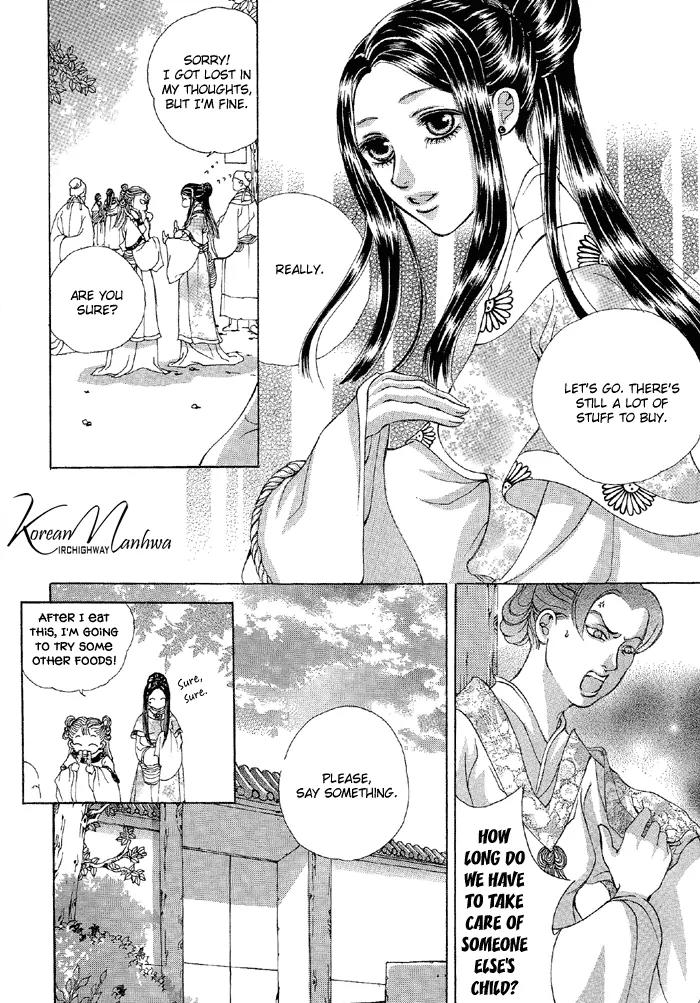 SORRY!
I GOT LOST IN
MY THOUGHTS,
BUT I'M FINE.
ARE YOU
SURE?
REALLY.
LET'S GO. THERE'S
STILL A LOT OF
STUFF TO BUY.
Korean Manhwa
IRCHIGHWAY
AFTER I EAT
THIS, I'M GOING
TO TRY SOME
OTHER FOODS!
Sure,
sure.
PLEASE,
SAY SOMETHING.
HOW
LONG DO
WE HAVE
TO TAKE
CARE OF
SOMEONE
ELSE'S
CHILD?